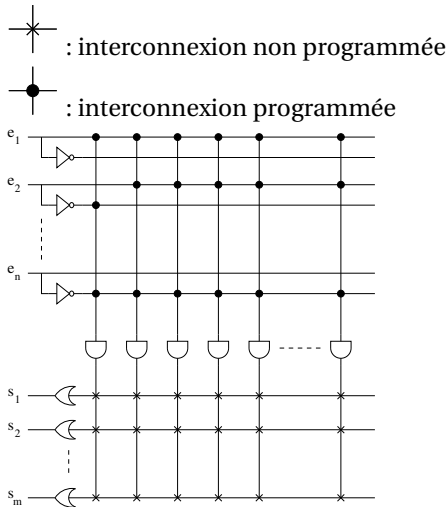 : interconnexion non programmée
: interconnexion programmée
e1
e2
en
s1
s2
sm